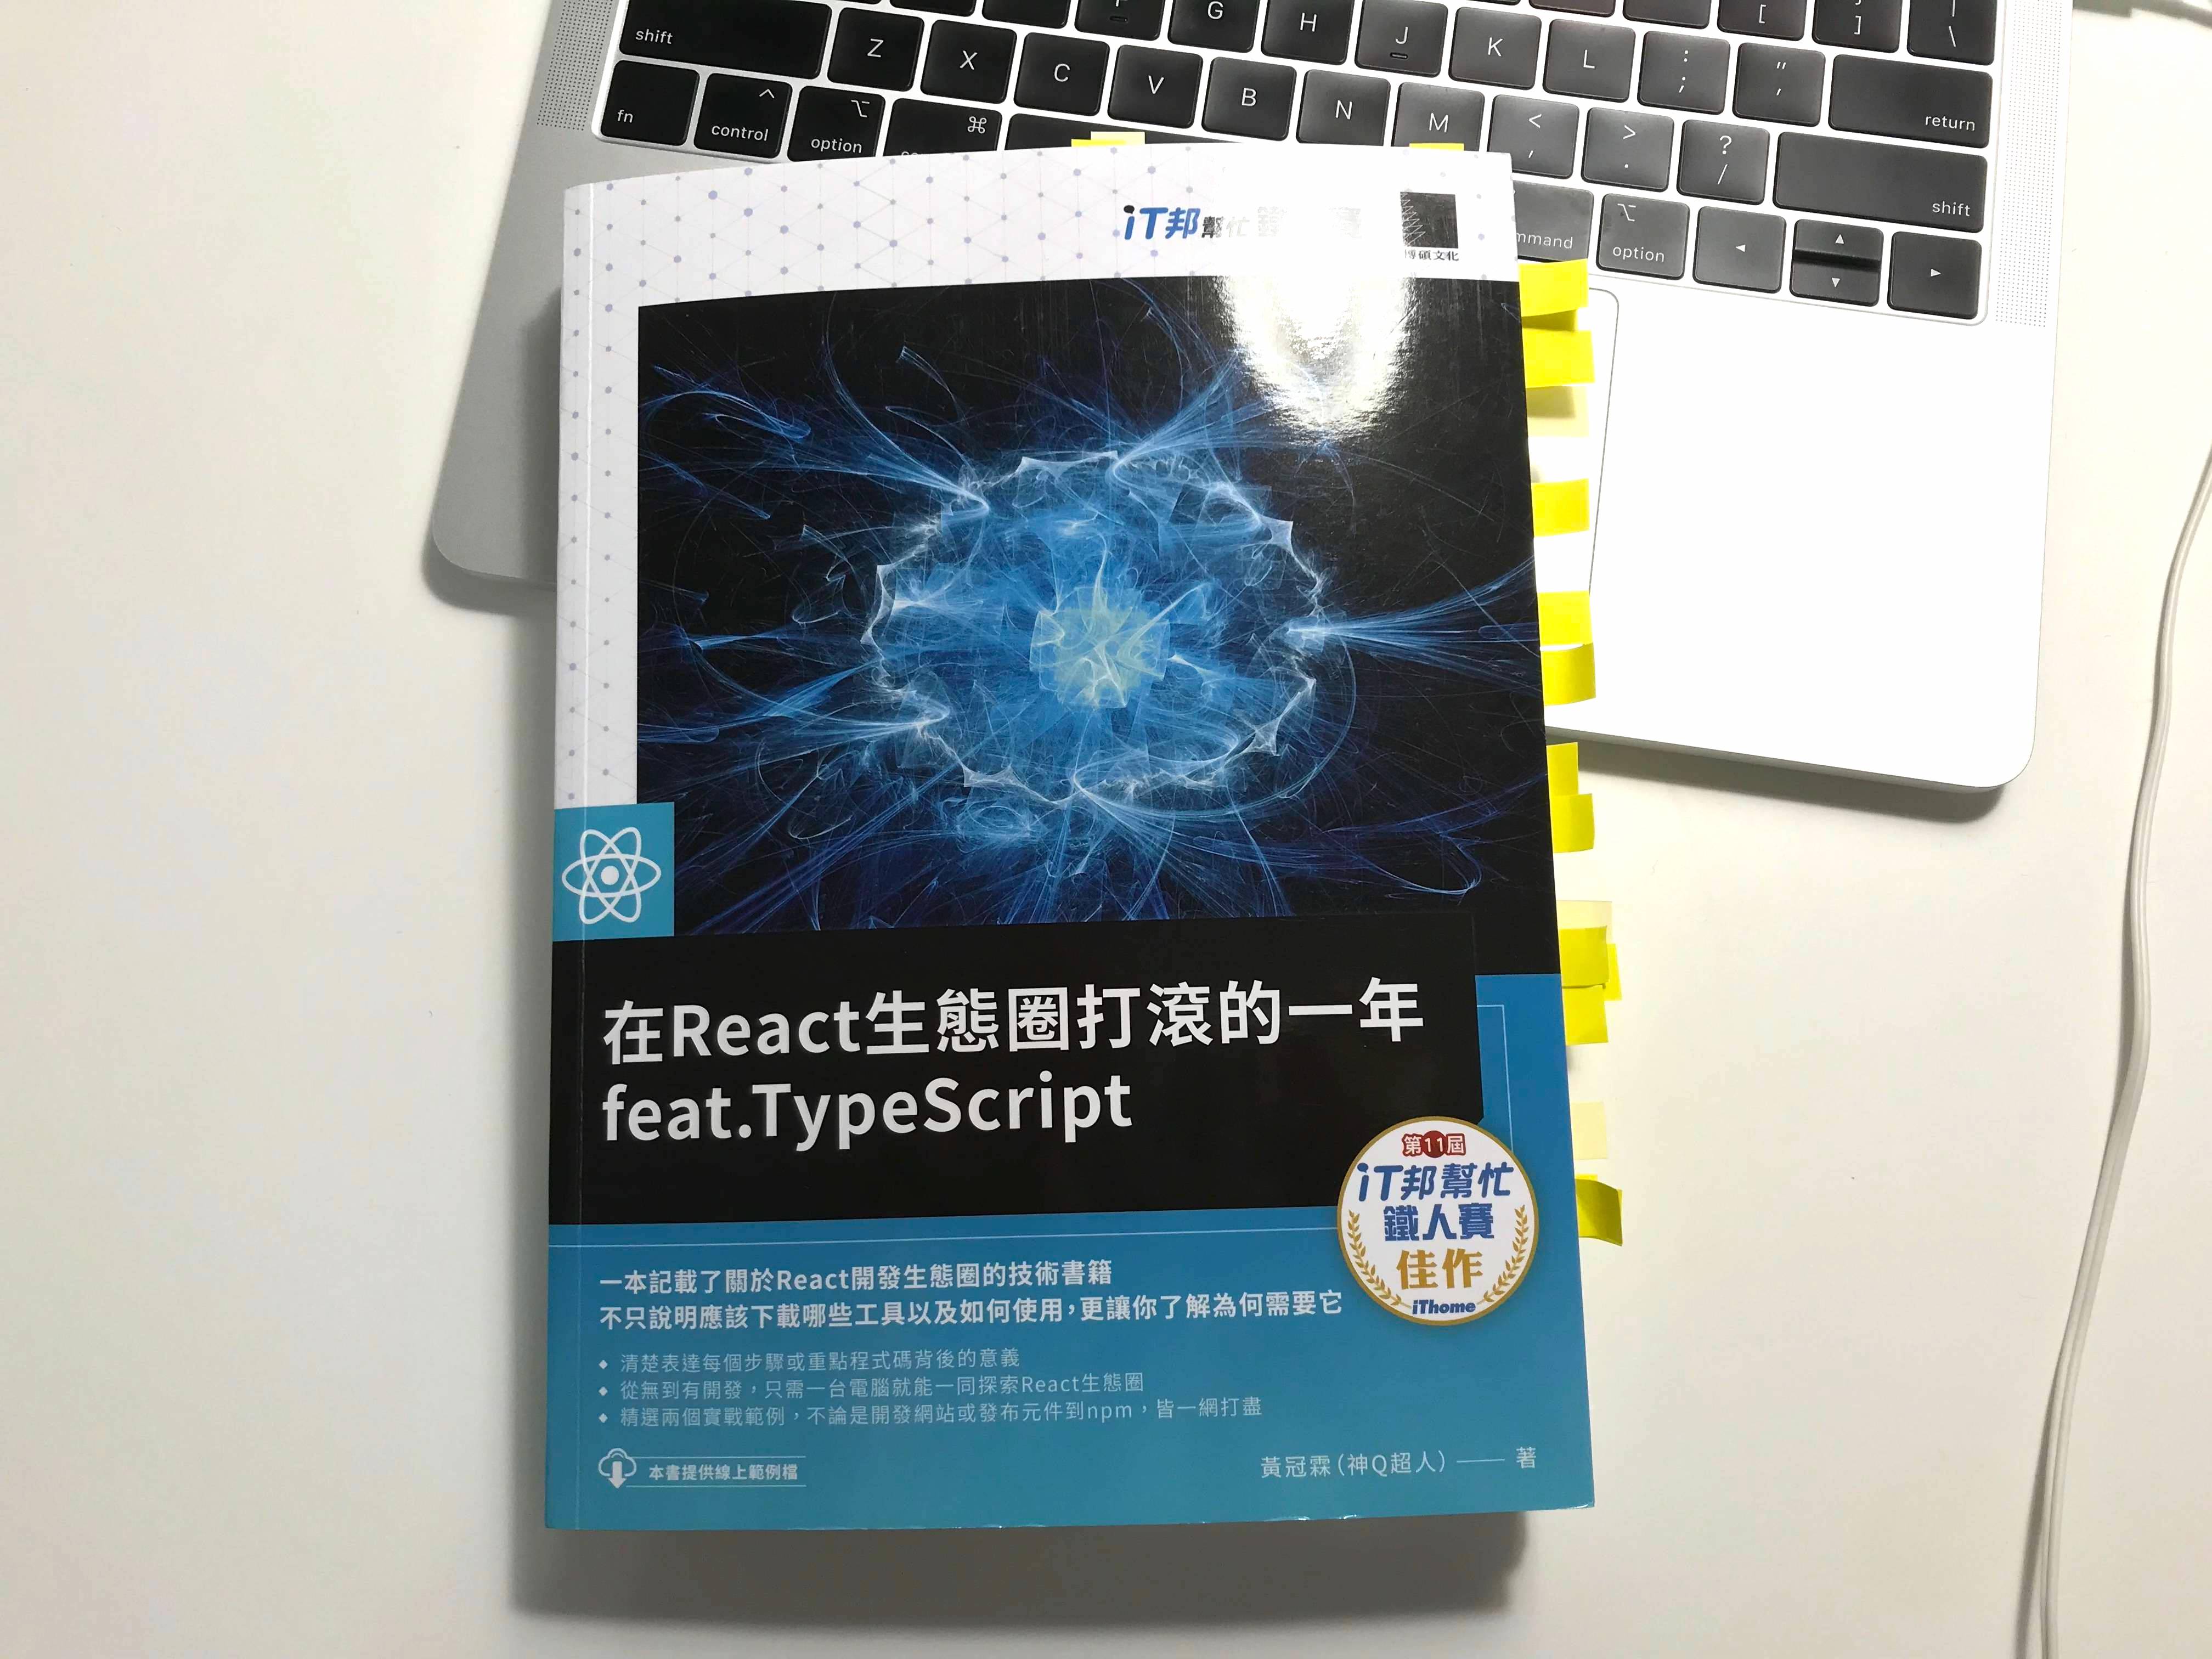 shift
Z
X
C
V
B
N
M
G
H
J
K
L
: ;
" '
return
fn
control
option
⌘
< ,
> .
? /
shift
mmand
option
[
]
\
iT邦幫忙
博碩文化
在React生態圈打滾的一年
feat.TypeScript
第11屆
iT邦幫忙
鐵人賽
佳作
iThome
一本記載了關於React開發生態圈的技術書籍
不只說明應該下載哪些工具以及如何使用，更讓你了解為何需要它
◆ 清楚表達每個步驟或重點程式碼背後的意義
◆ 從無到有開發，只需一台電腦就能一同探索React生態圈
◆ 精選兩個實戰範例，不論是開發網站或發布元件到npm，皆一網打盡
本書提供線上範例檔
黃冠霖（神Q超人）—— 著